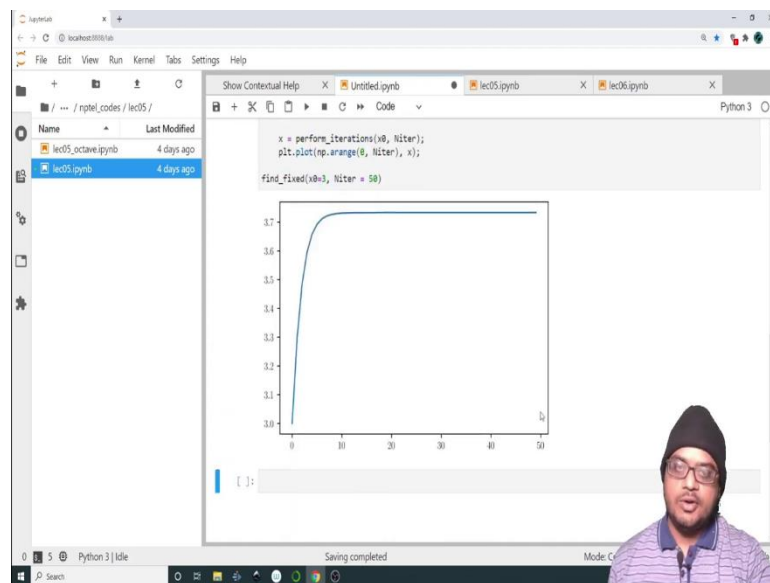 JupyterLab
localhost:8888/lab
File Edit View Run Kernel Tabs Settings Help
Show Contextual Help
Untitled.ipynb
lec05.ipynb
lec06.ipynb
/ ... / nptel_codes / lec05 /
Code
Python 3
Name Last Modified
lec05_octave.ipynb 4 days ago
lec05.ipynb 4 days ago
x = perform_iterations(x0, Niter);
plt.plot(np.arange(0, Niter), x);
find_fixed(x0=3, Niter = 50)
3.7
3.6
3.5
3.4
3.3
3.2
3.1
3.0
0 10 20 30 40 50
[ ]:
0 5 Python 3 | Idle Saving completed Mode: C
Search